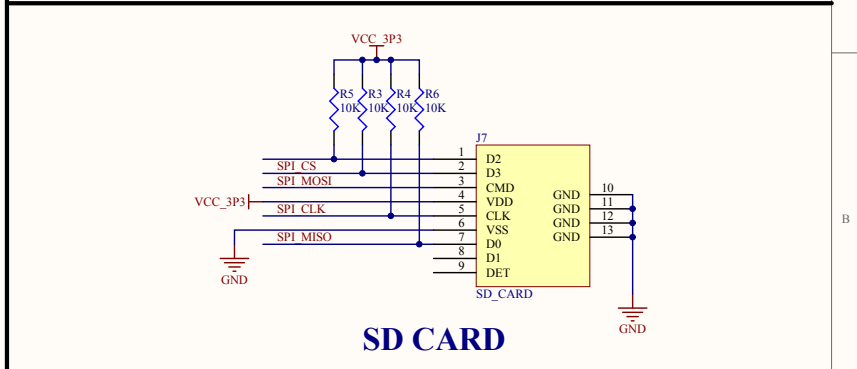 VCC_3P3
R5 R3 R4 R6
10K 10K 10K 10K
J7
1 D2
SPI_CS 2 D3
SPI_MOSI 3 CMD
VCC_3P3 4 VDD
SPI_CLK 5 CLK
6 VSS
SPI_MISO 7 D0
8 D1
9 DET
GND 10
GND 11
GND 12
GND 13
B
GND
SD_CARD
GND
SD CARD